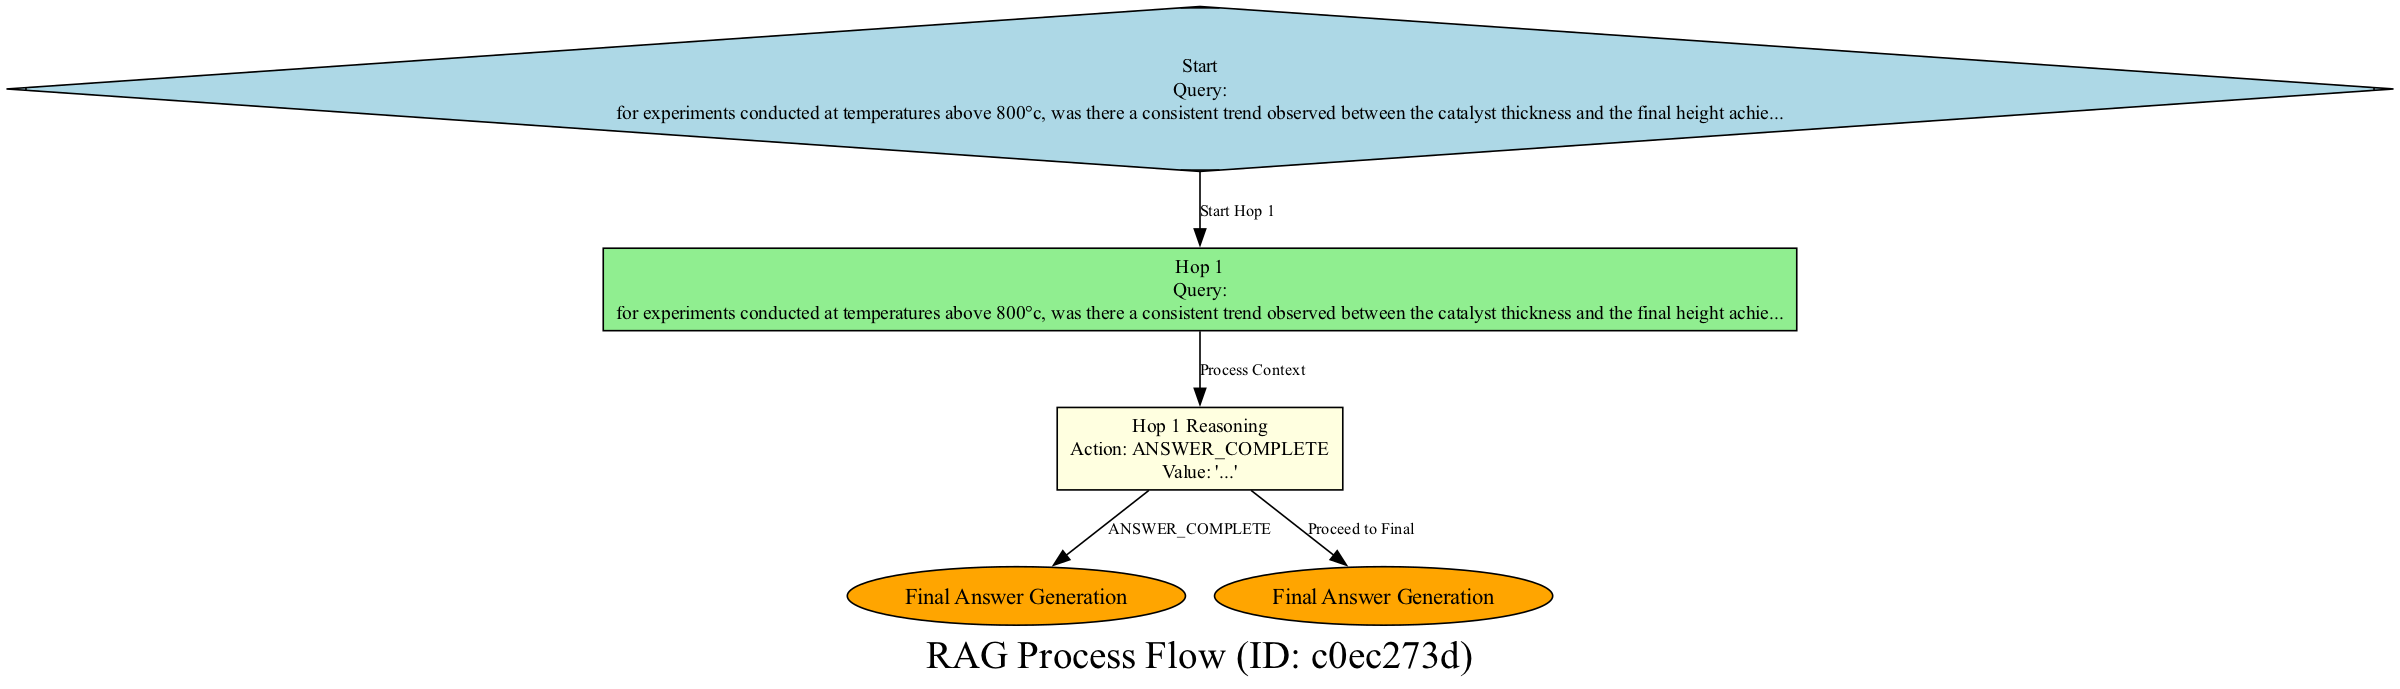 Start
Query:
for experiments conducted at temperatures above 800°c, was there a consistent trend observed between the catalyst thickness and the final height achie...
Start Hop 1
Hop 1
Query:
for experiments conducted at temperatures above 800°c, was there a consistent trend observed between the catalyst thickness and the final height achie...
Process Context
Hop 1 Reasoning
Action: ANSWER_COMPLETE
Value: '...'
ANSWER_COMPLETE
Proceed to Final
Final Answer Generation
Final Answer Generation
RAG Process Flow (ID: c0ec273d)